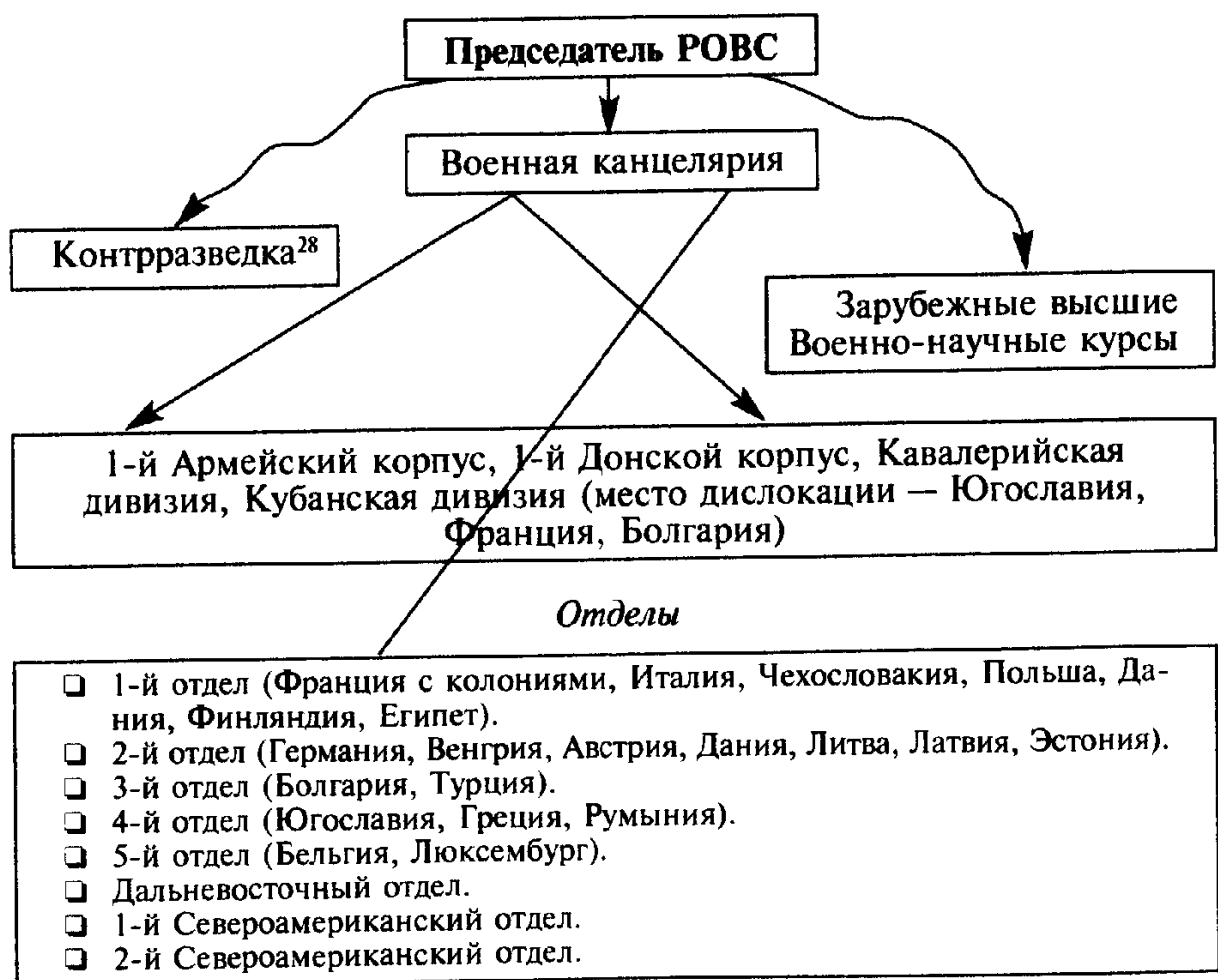 Председатель РОВС
Военная канцелярия
Контрразведка²⁸
Зарубежные высшие
Военно-научные курсы
1-й Армейский корпус, 1-й Донской корпус, Кавалерийская
дивизия, Кубанская дивизия (место дислокации — Югославия,
Франция, Болгария)
Отделы
❑ 1-й отдел (Франция с колониями, Италия, Чехословакия, Польша, Да-
ния, Финляндия, Египет).
❑ 2-й отдел (Германия, Венгрия, Австрия, Дания, Литва, Латвия, Эстония).
❑ 3-й отдел (Болгария, Турция).
❑ 4-й отдел (Югославия, Греция, Румыния).
❑ 5-й отдел (Бельгия, Люксембург).
❑ Дальневосточный отдел.
❑ 1-й Североамериканский отдел.
❑ 2-й Североамериканский отдел.